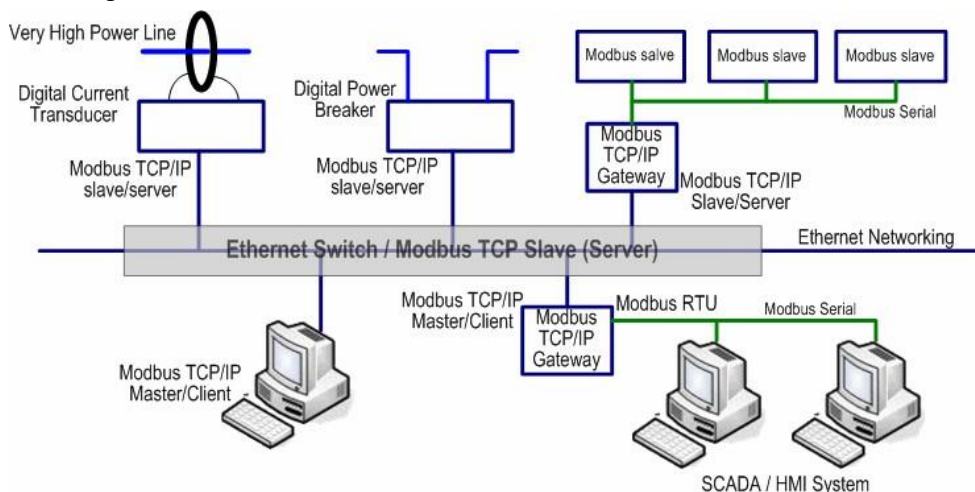 Very High Power Line
Digital Current
Transducer
Modbus TCP/IP
slave/server
Digital Power
Breaker
Modbus TCP/IP
slave/server
Modbus salve
Modbus slave
Modbus slave
Modbus Serial
Modbus
TCP/IP
Gateway
Modbus TCP/IP
Slave/Server
Ethernet Switch / Modbus TCP Slave (Server)
Ethernet Networking
Modbus TCP/IP
Master/Client
Modbus TCP/IP
Master/Client
Modbus
TCP/IP
Gateway
Modbus RTU
Modbus Serial
SCADA / HMI System